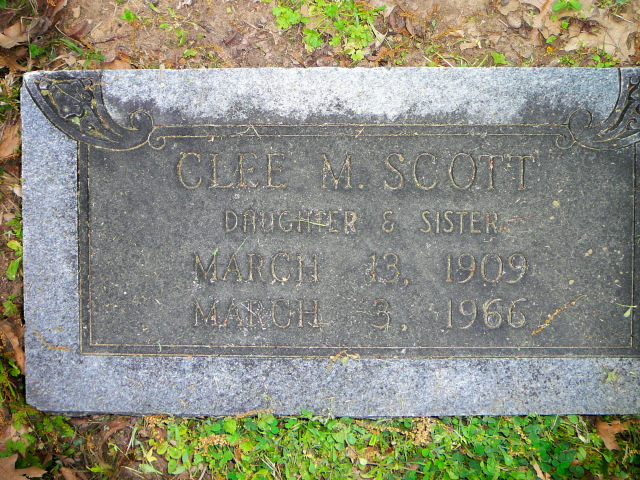 CLEE M. SCOTT
DAUGHTER & SISTER
MARCH 13, 1909
MARCH 3, 1966